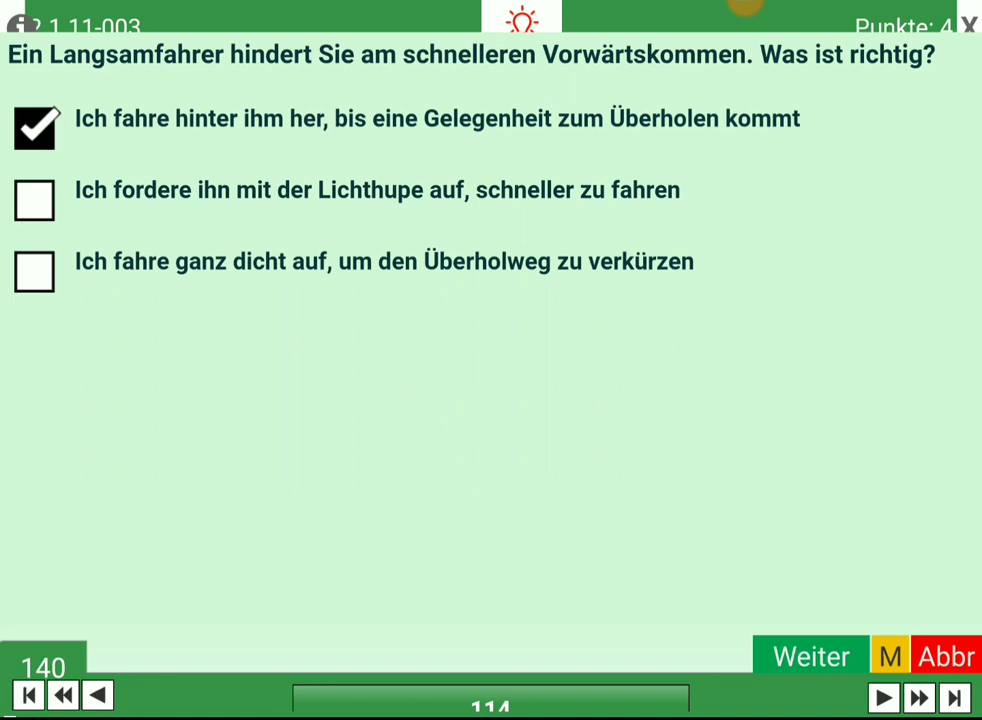 2.1.11-003
Punkte: 4 X
Ein Langsamfahrer hindert Sie am schnelleren Vorwärtskommen. Was ist richtig?
Ich fahre hinter ihm her, bis eine Gelegenheit zum Überholen kommt
Ich fordere ihn mit der Lichthupe auf, schneller zu fahren
Ich fahre ganz dicht auf, um den Überholweg zu verkürzen
140
Weiter M Abbr
114